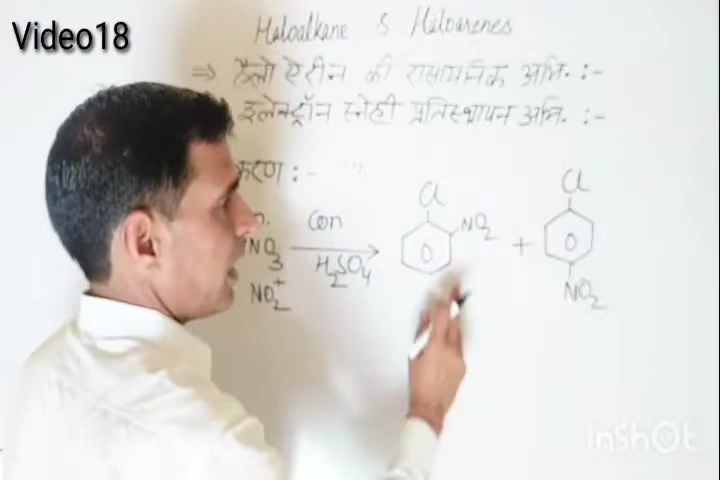 Video18
Haloalkane & Haloarenes
⇒ हैलो ऐरीन की रासायनिक अभि. :-
इलेक्ट्रॉन स्नेही प्रतिस्थापन अभि. :-
करण :-
n. Con Cl Cl
NO3 H2SO4 NO2 +
NO2+ NO2
InShOt